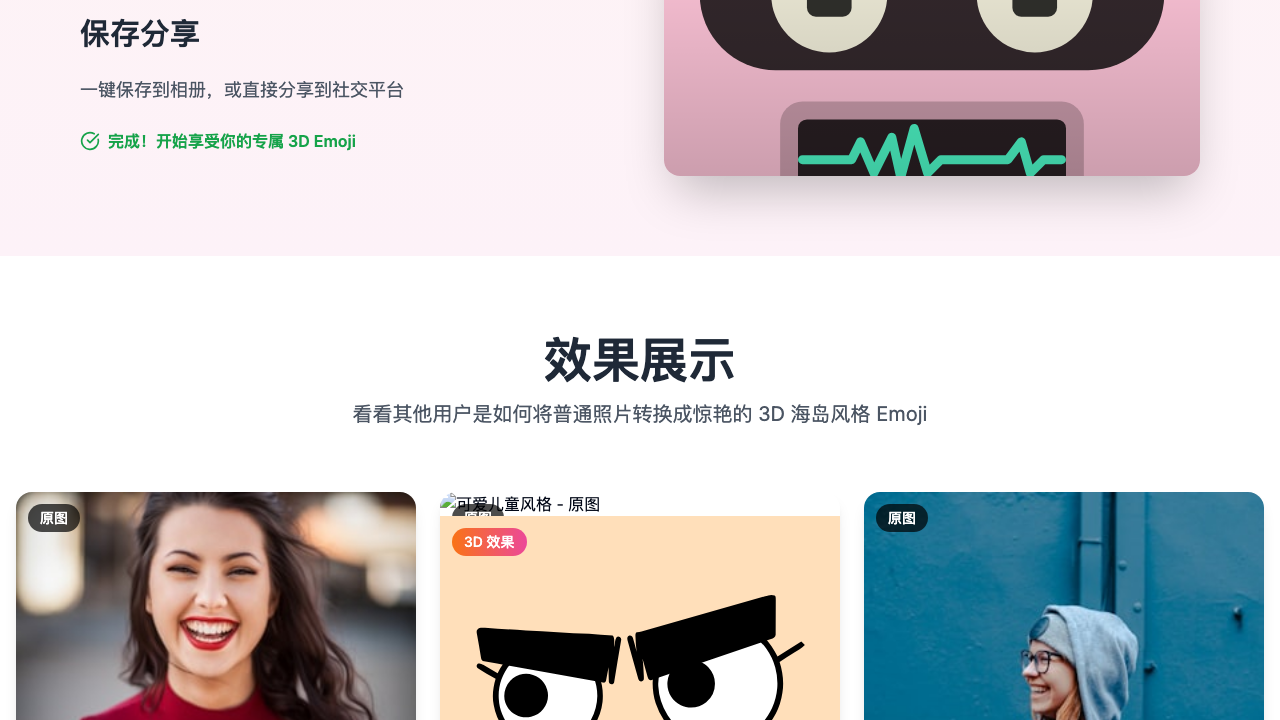 保存分享
一键保存到相册，或直接分享到社交平台
完成！开始享受你的专属 3D Emoji
效果展示
看看其他用户是如何将普通照片转换成惊艳的 3D 海岛风格 Emoji
原图
可爱儿童风格 - 原图
原图
3D 效果
原图